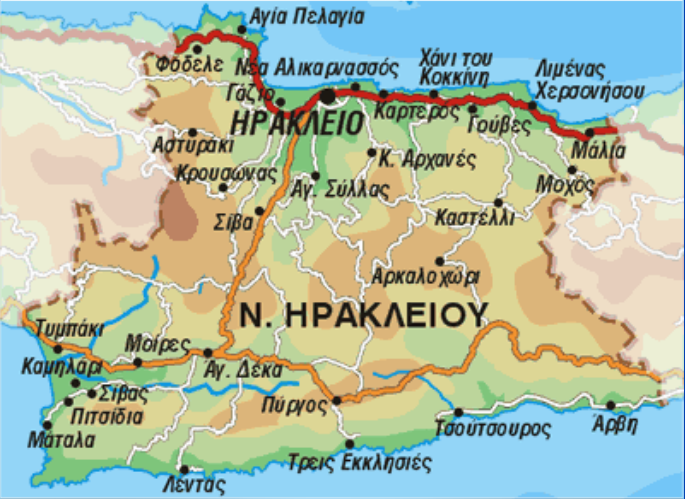 Αγία Πελαγία
Φόδελε
Νέα Αλικαρνασσός
Χάνι του
Κοκκίνη
Λιμένας
Χερσονήσου
Γάζιο
ΗΡΑΚΛΕΙΟ
Καρτερός
Γούβες
Μάλια
Αστυράκι
Κ. Αρχανές
Κρουσώνας
Αγ. Σύλλας
Μοχός
Σίβα
Καστέλλι
Αρκαλοχώρι
Ν. ΗΡΑΚΛΕΙΟΥ
Τυμπάκι
Μοίρες
Καμηλάρι
Αγ. Δέκα
Σίβας
Πιτσίδια
Πύργος
Μάταλα
Τσούτσουρος
Άρβη
Τρεις Εκκλησιές
Λέντας